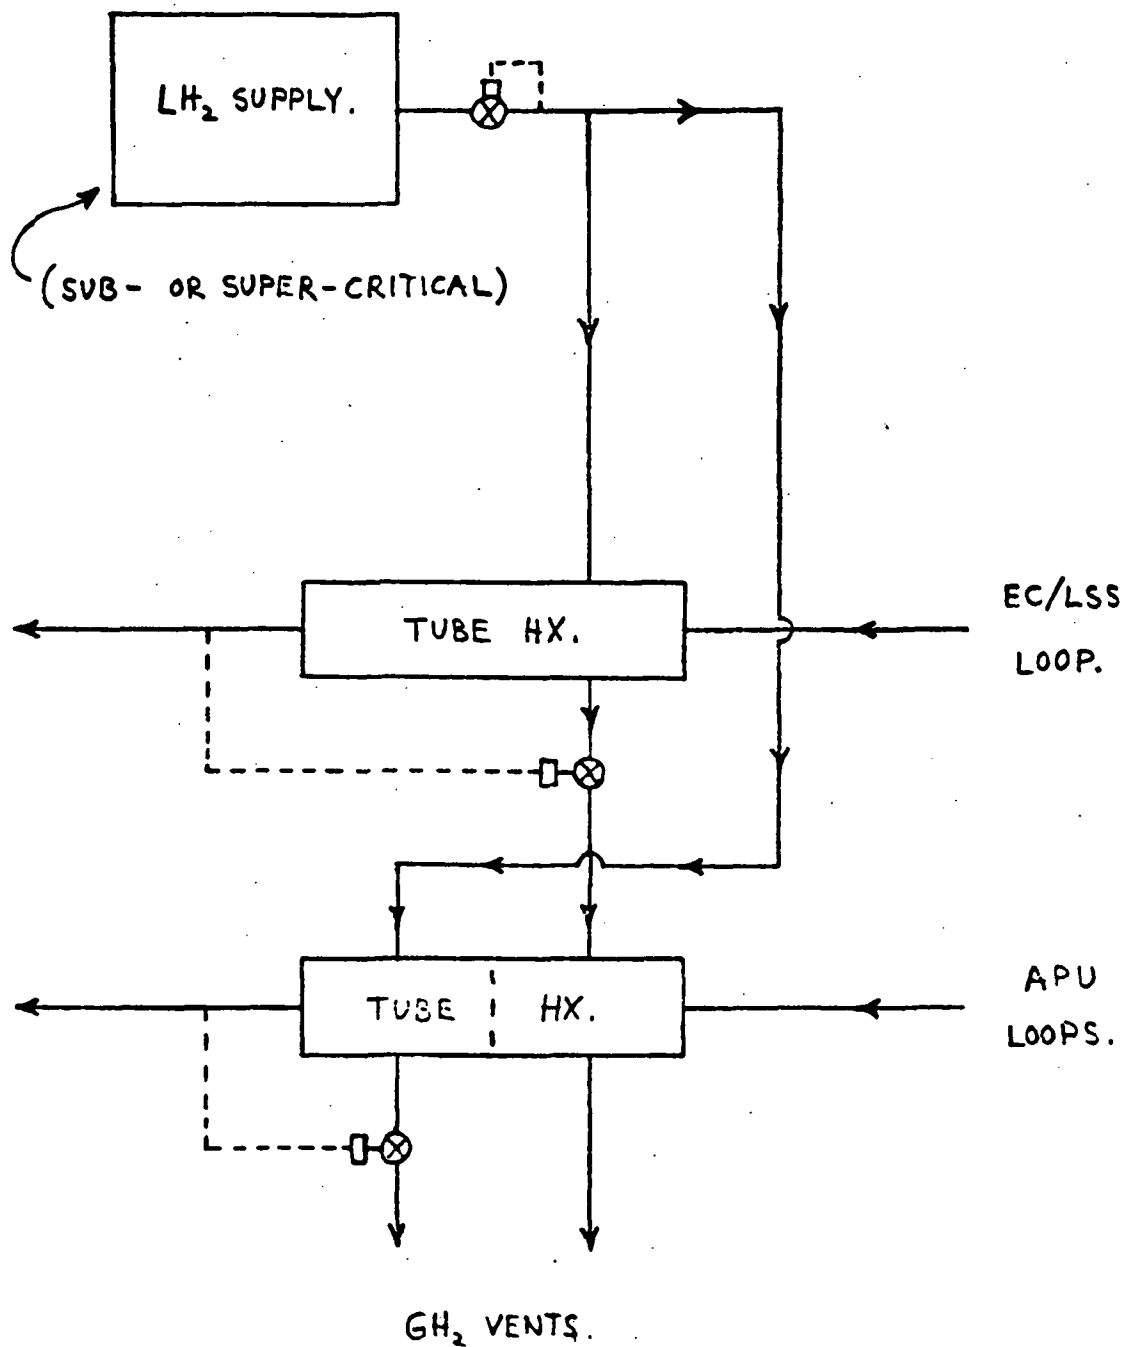 LH₂ SUPPLY.
(SUB- OR SUPER-CRITICAL)
TUBE HX.
EC/LSS
LOOP.
TUBE HX.
APU
LOOPS.
GH₂ VENTS.